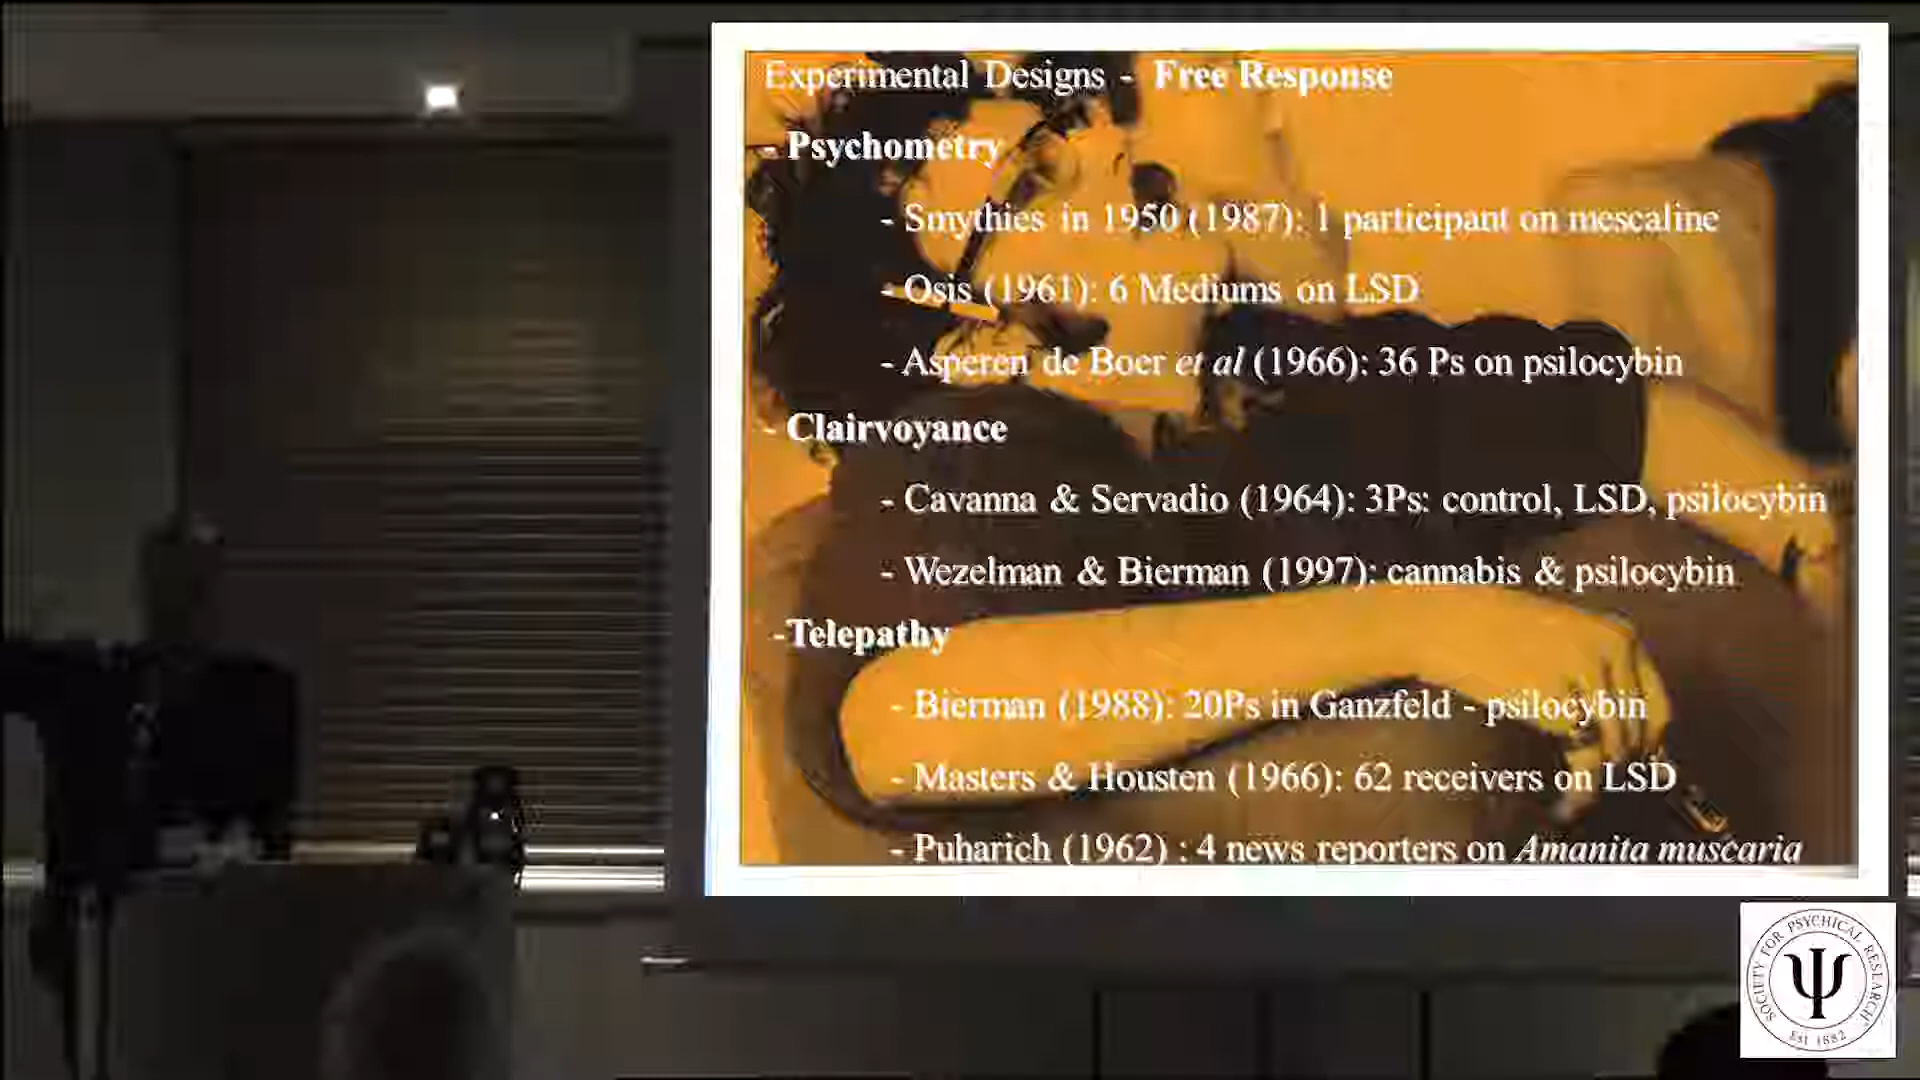 Experimental Designs - Free Response
- Psychometry
- Smythies in 1950 (1987): 1 participant on mescaline
- Osis (1961): 6 Mediums on LSD
- Asperen de Boer et al (1966): 36 Ps on psilocybin
- Clairvoyance
- Cavanna & Servadio (1964): 3Ps: control, LSD, psilocybin
- Wezelman & Bierman (1997): cannabis & psilocybin
-Telepathy
- Bierman (1988): 20Ps in Ganzfeld - psilocybin
- Masters & Housten (1966): 62 receivers on LSD
- Puharich (1962) : 4 news reporters on Amanita muscaria
SOCIETY FOR PSYCHICAL RESEARCH
Ψ
Est 1882